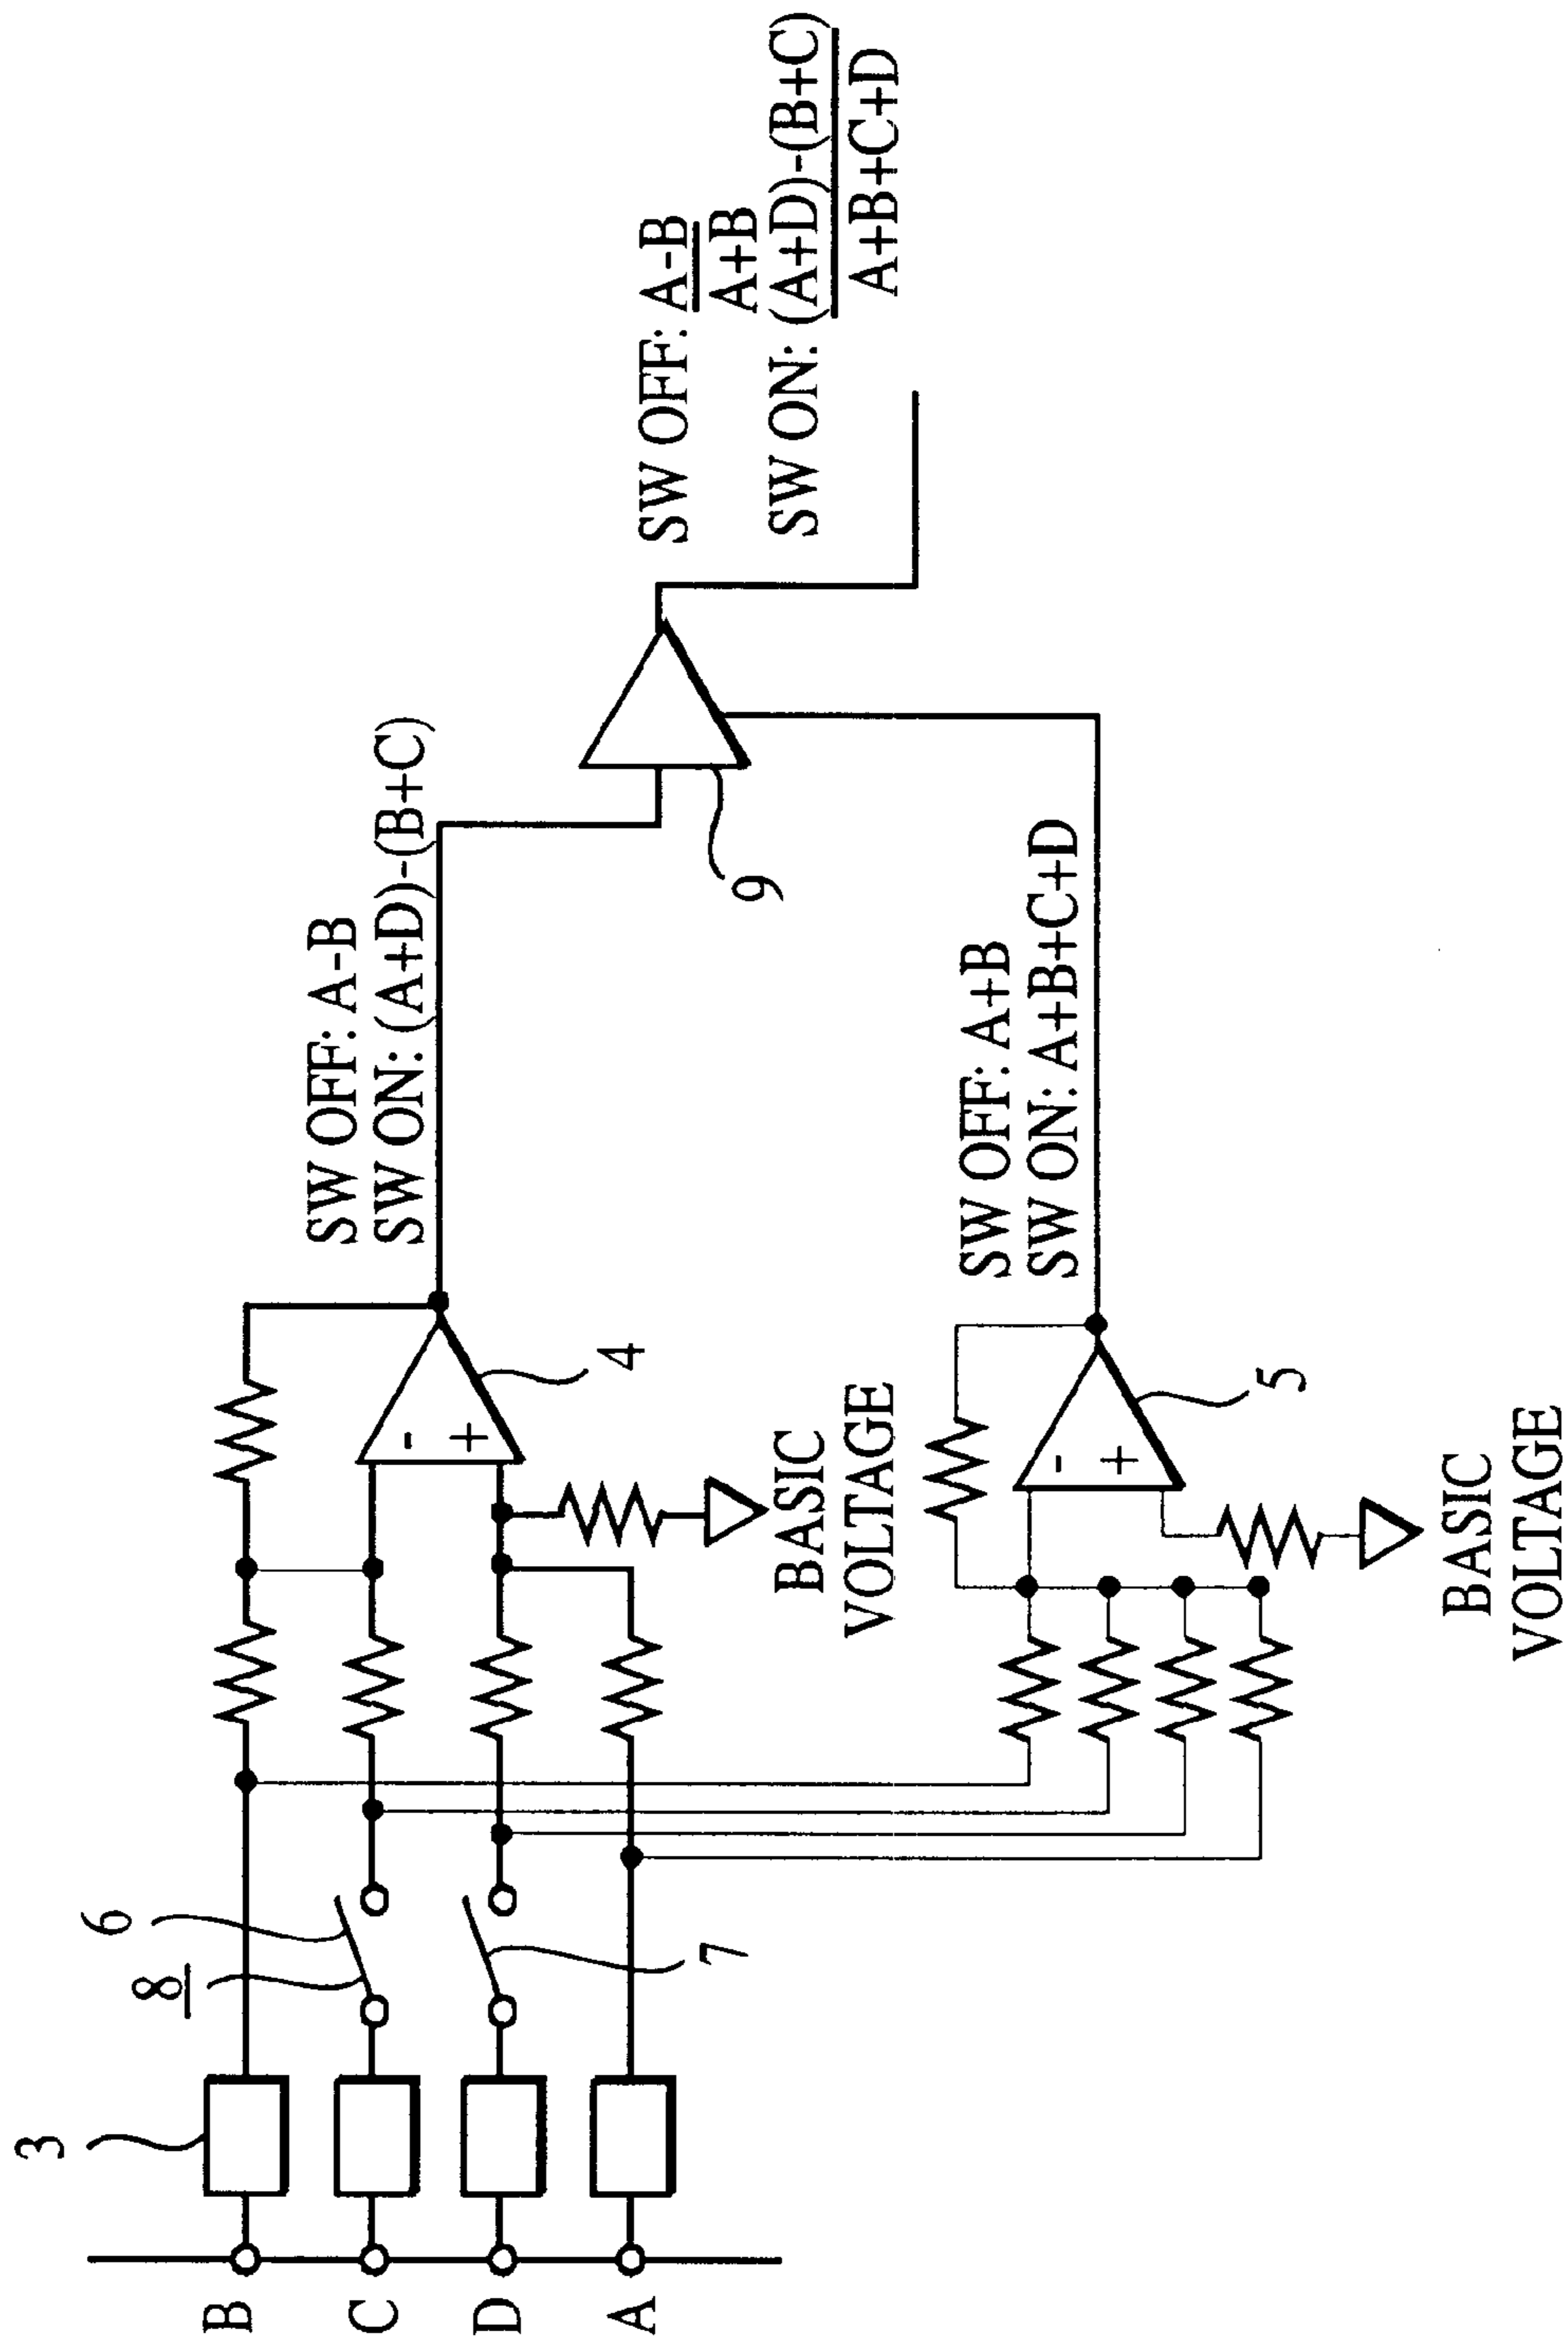 3
8
6
B
C
D
A
7
SW OFF: A-B
SW ON: (A+D)-(B+C)
4
BASIC
VOLTAGE
9
SW OFF: A-B
A+B
SW ON: (A+D)-(B+C)
A+B+C+D
SW OFF: A+B
SW ON: A+B+C+D
5
BASIC
VOLTAGE
-
+
-
+